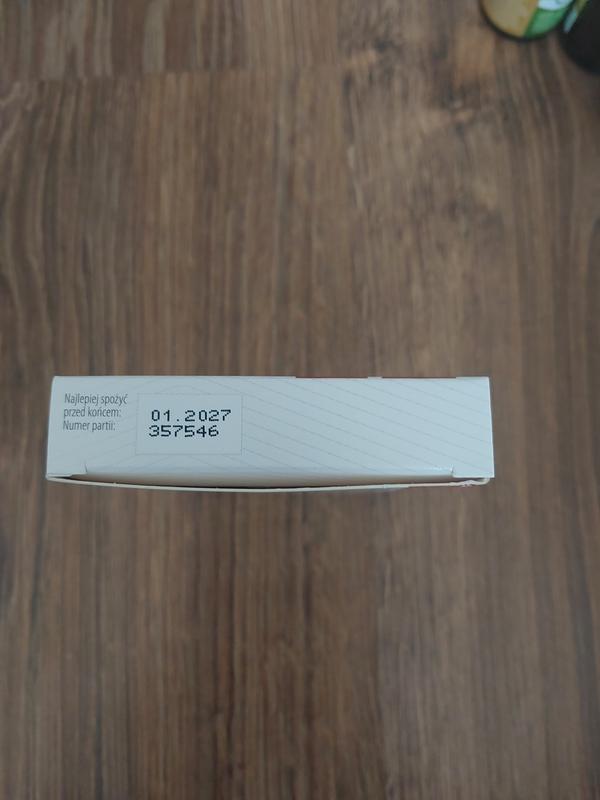 Najlepiej spożyć
przed końcem:
Numer partii:
01.2027
357546